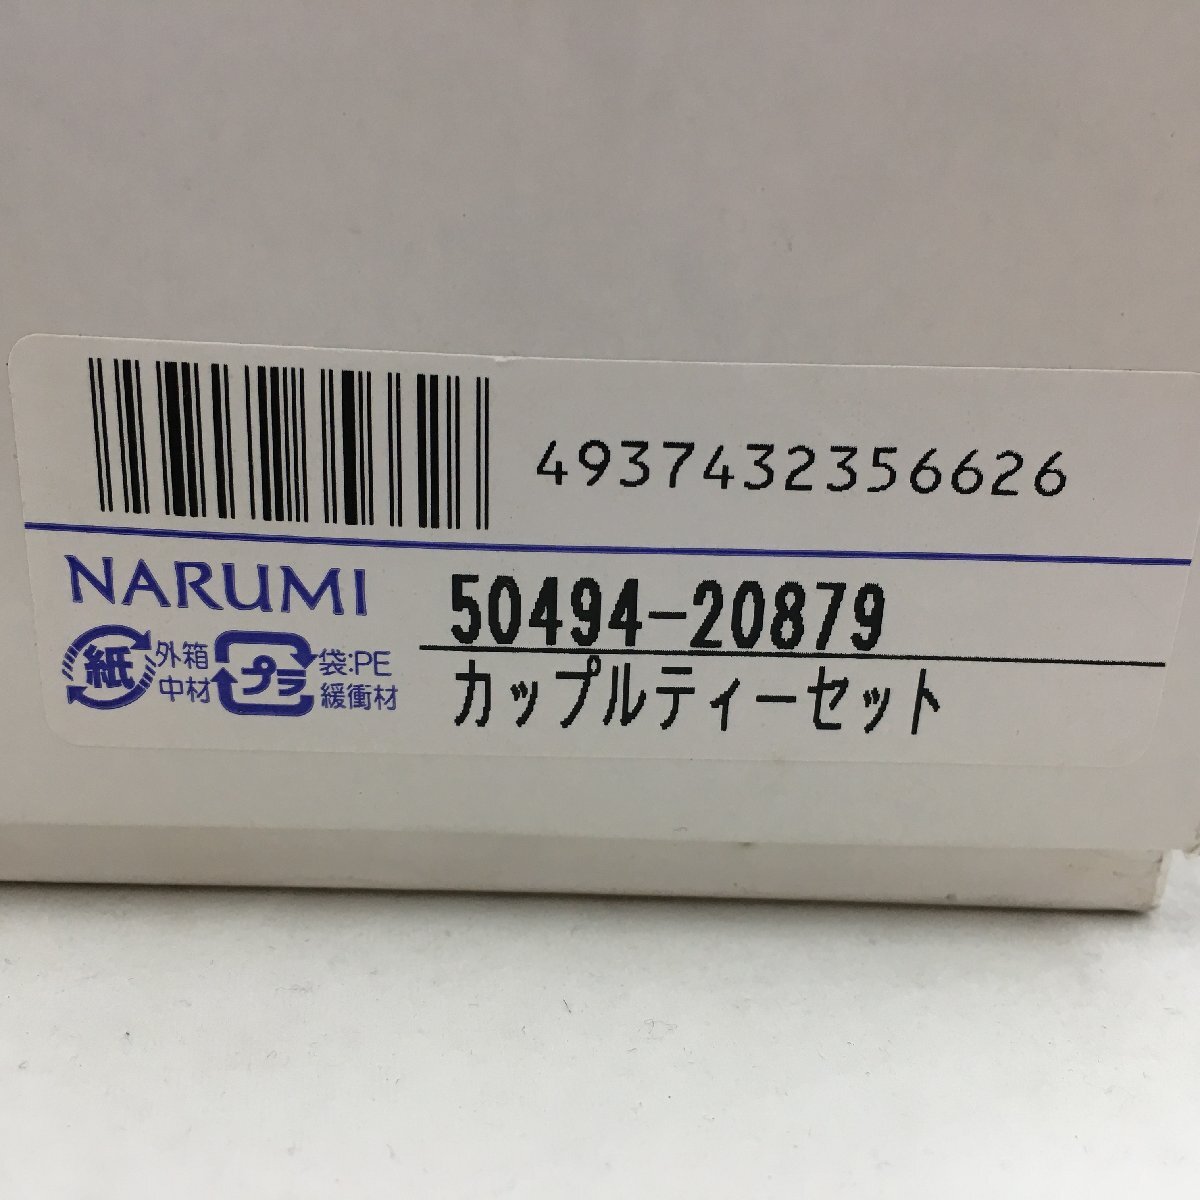 4937432356626
NARUMI
50494-20879
カップルティーセット
紙 外箱 中材
プラ 袋:PE 緩衝材